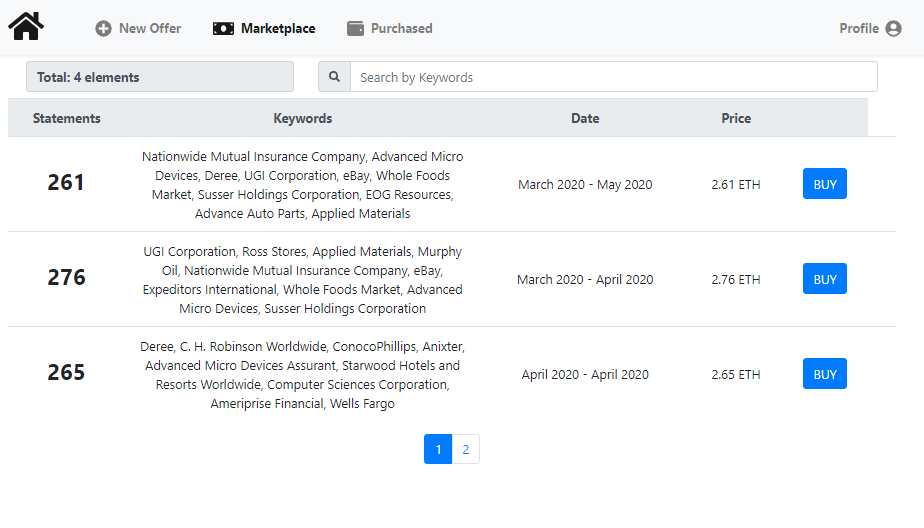 New Offer Marketplace Purchased Profile
Total: 4 elements Search by Keywords
Statements Keywords Date Price
261
Nationwide Mutual Insurance Company, Advanced Micro
Devices, Deree, UGI Corporation, eBay, Whole Foods
Market, Susser Holdings Corporation, EOG Resources,
Advance Auto Parts, Applied Materials
March 2020 - May 2020 2.61 ETH BUY
276
UGI Corporation, Ross Stores, Applied Materials, Murphy
Oil, Nationwide Mutual Insurance Company, eBay,
Expeditors International, Whole Foods Market, Advanced
Micro Devices, Susser Holdings Corporation
March 2020 - April 2020 2.76 ETH BUY
265
Deree, C. H. Robinson Worldwide, ConocoPhillips, Anixter,
Advanced Micro Devices Assurant, Starwood Hotels and
Resorts Worldwide, Computer Sciences Corporation,
Ameriprise Financial, Wells Fargo
April 2020 - April 2020 2.65 ETH BUY
1 2